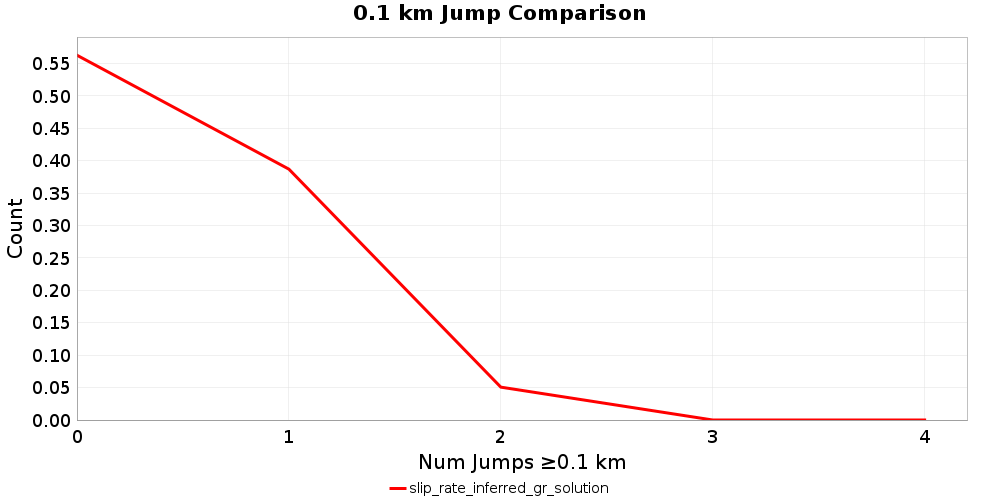 0.1 km Jump Comparison
Count
0.55
0.50
0.45
0.40
0.35
0.30
0.25
0.20
0.15
0.10
0.05
0.00
0 1 2 3 4
Num Jumps ≥0.1 km
slip_rate_inferred_gr_solution